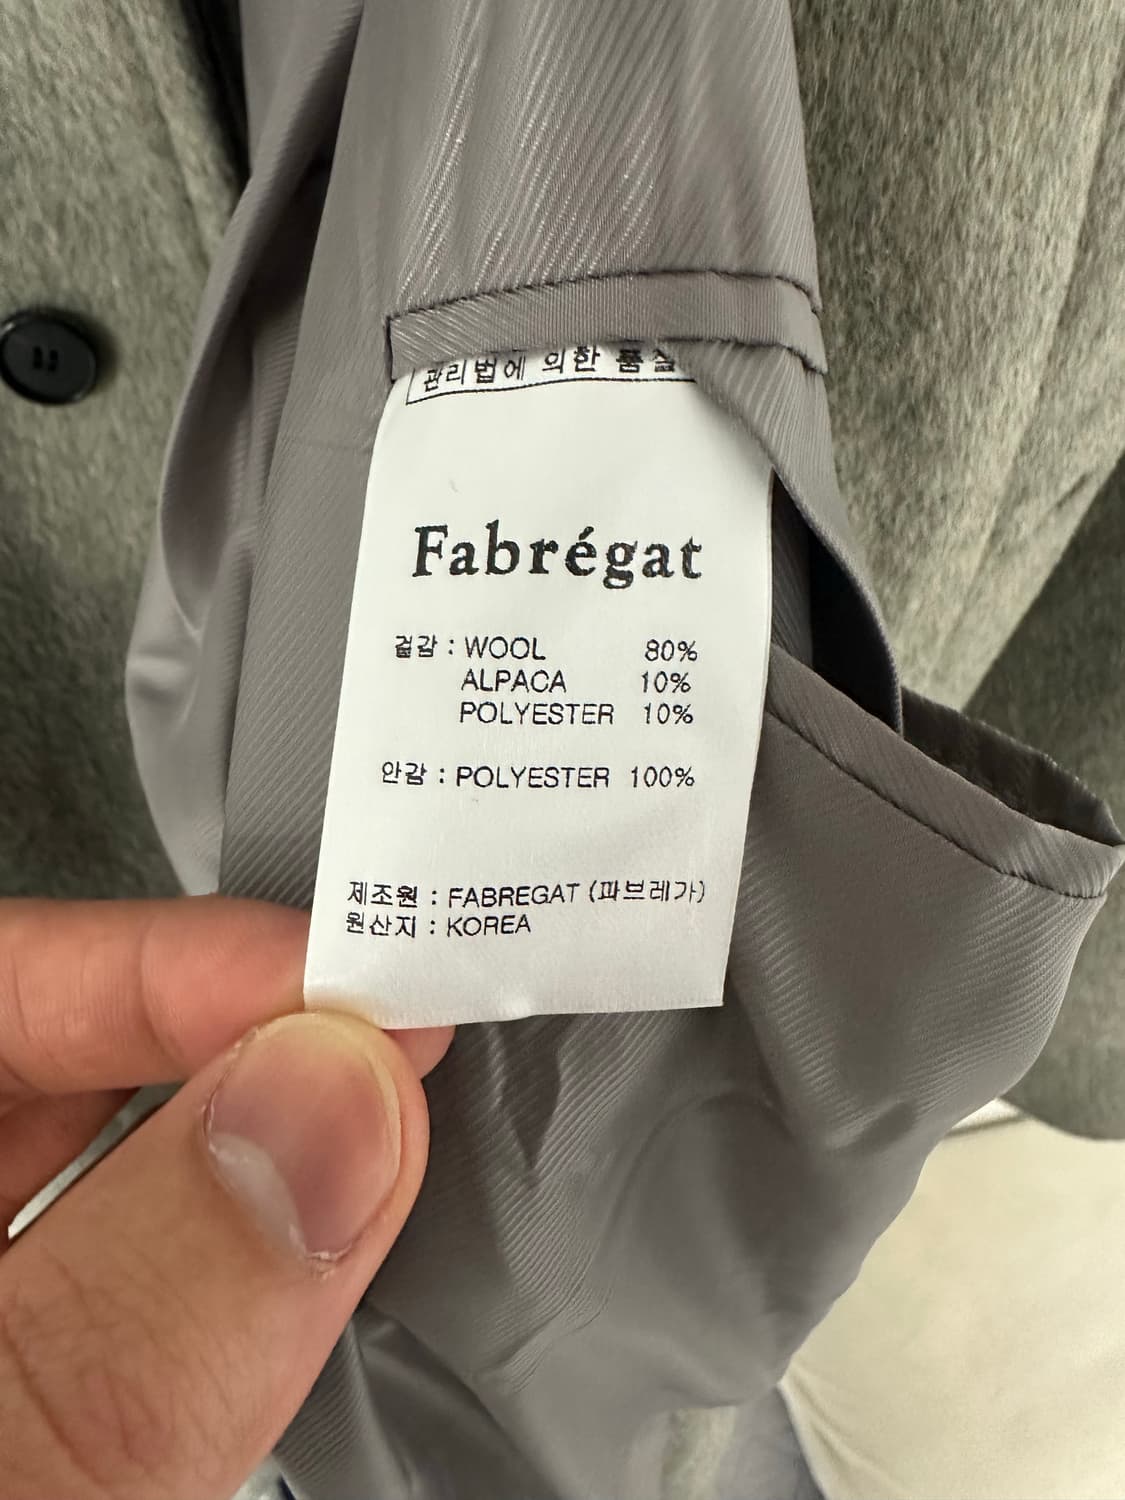 관리법에 의한 품질
Fabrégat
겉감 : WOOL 80%
ALPACA 10%
POLYESTER 10%
안감 : POLYESTER 100%
제조원 : FABREGAT (파브레가)
원산지 : KOREA